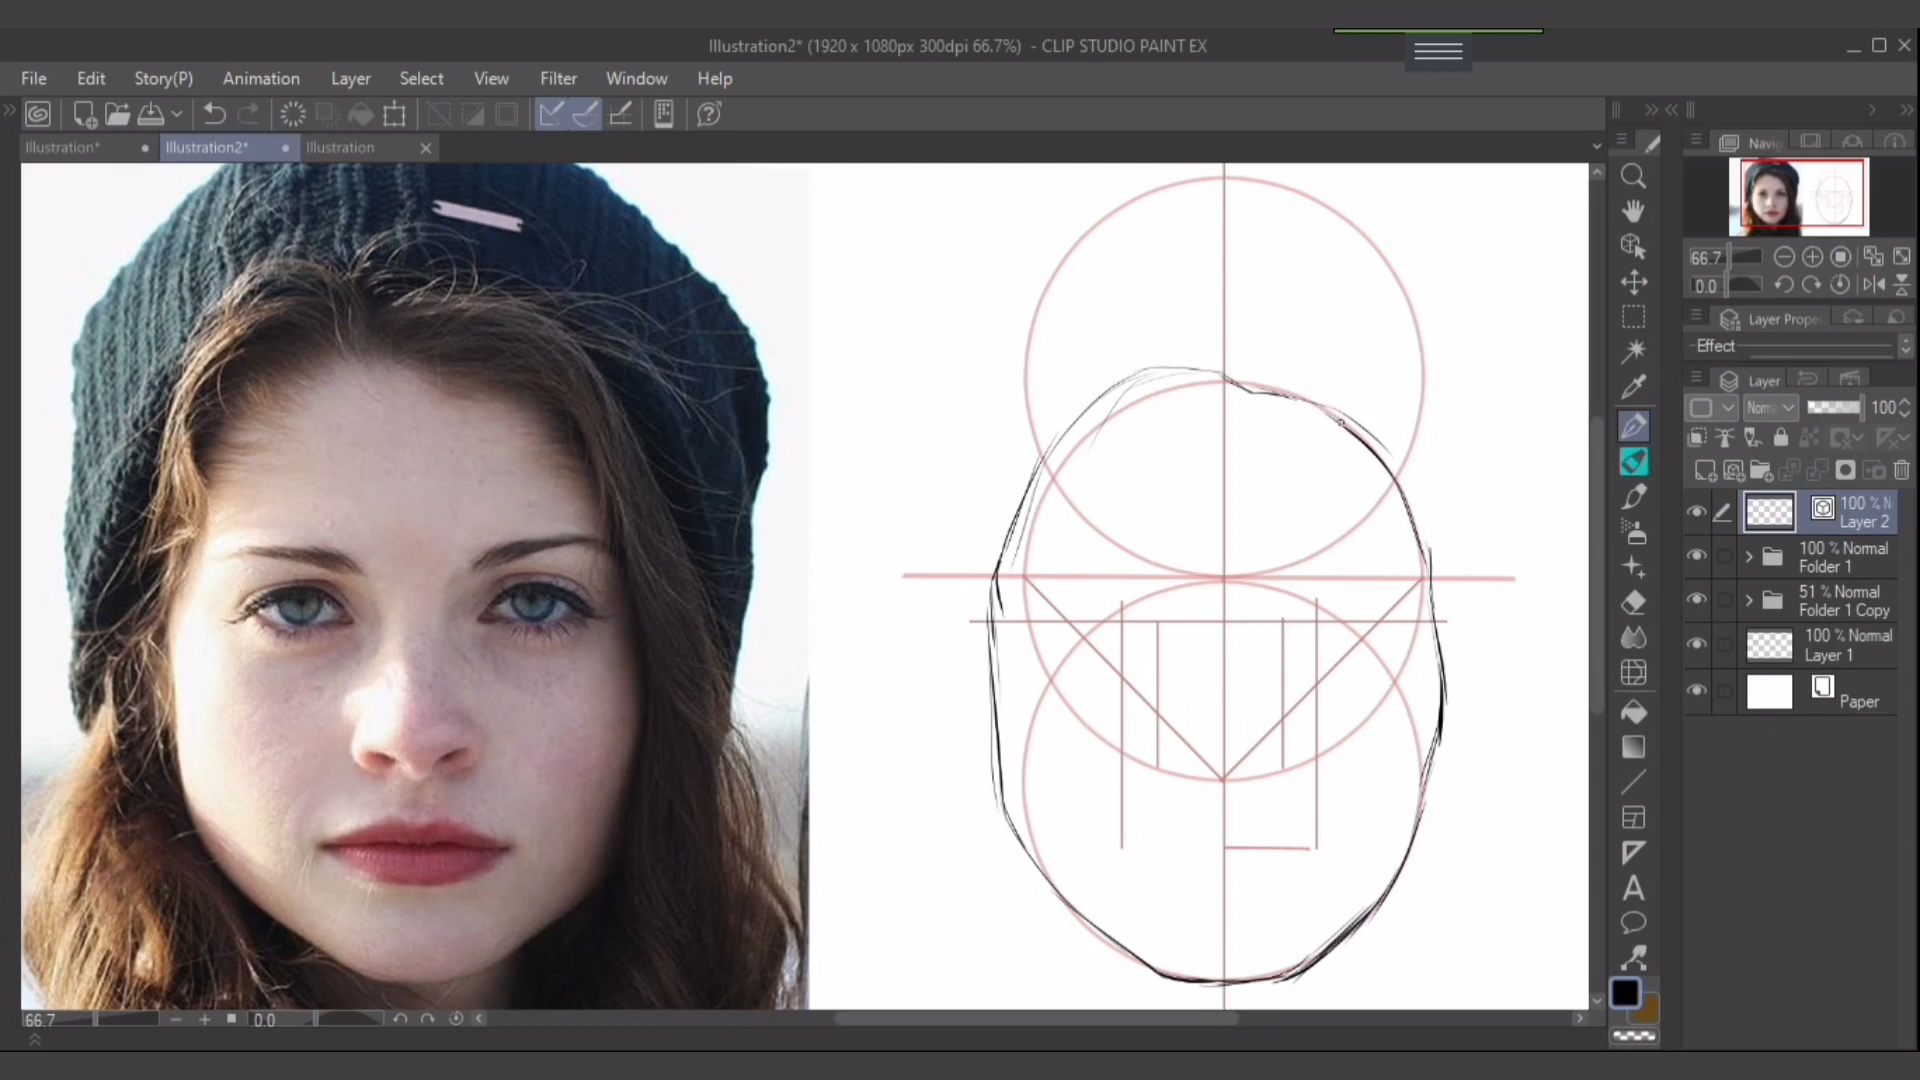 Illustration2* (1920 x 1080px 300dpi 66.7%) - CLIP STUDIO PAINT EX
File Edit Story(P) Animation Layer Select View Filter Window Help
Illustration* Illustration2* Illustration
Navig
66.7
0.0
Layer Prope
Effect
Layer
Norm 100
100 % N
Layer 2
100 % Normal
Folder 1
51 % Normal
Folder 1 Copy
100 % Normal
Layer 1
Paper
A
66.7 0.0